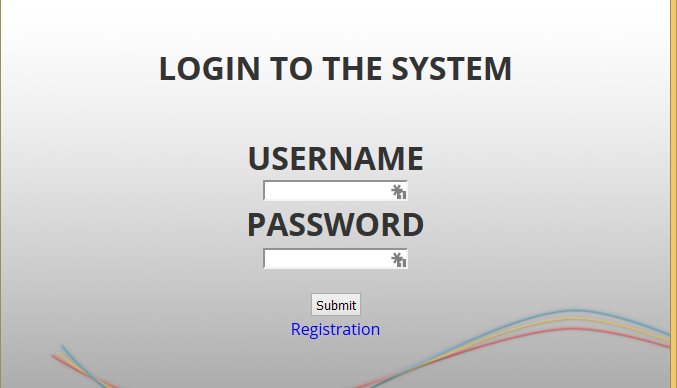 LOGIN TO THE SYSTEM
USERNAME
PASSWORD
Submit
Registration